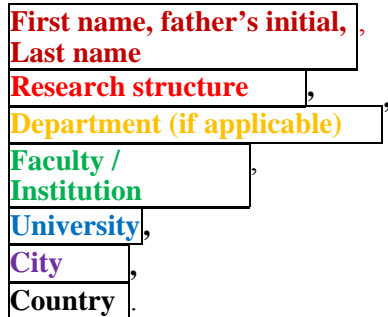 First name, father's initial, ,
Last name
Research structure , ,
Department (if applicable)
Faculty / ,
Institution
University,
City ,
Country .